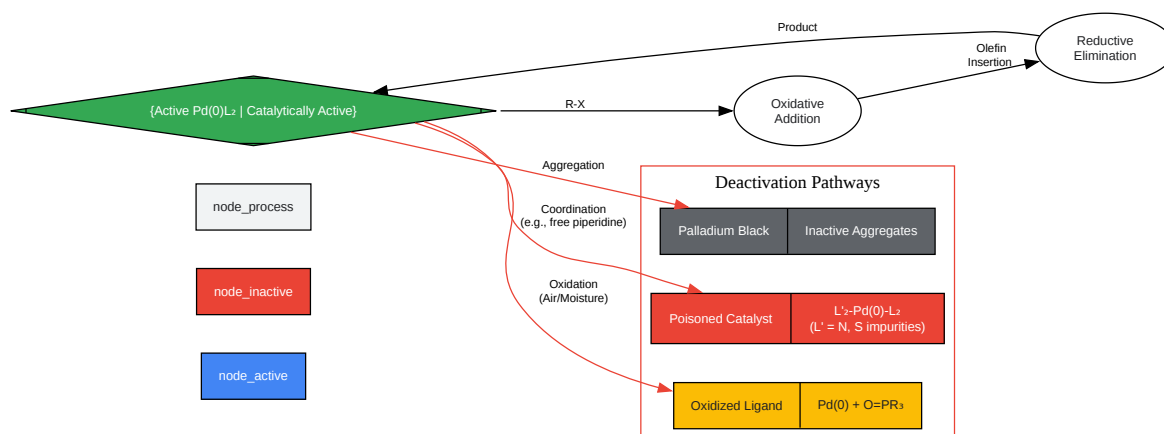 Product
Reductive
Elimination
Olefin
Insertion
{Active Pd(0)L₂ | Catalytically Active}
R-X
Oxidative
Addition
Aggregation
Deactivation Pathways
node_process
Coordination
(e.g., free piperidine)
Palladium Black
Inactive Aggregates
node_inactive
Oxidation
(Air/Moisture)
Poisoned Catalyst
L'₂-Pd(0)-L₂
(L' = N, S impurities)
node_active
Oxidized Ligand
Pd(0) + O=PR₃